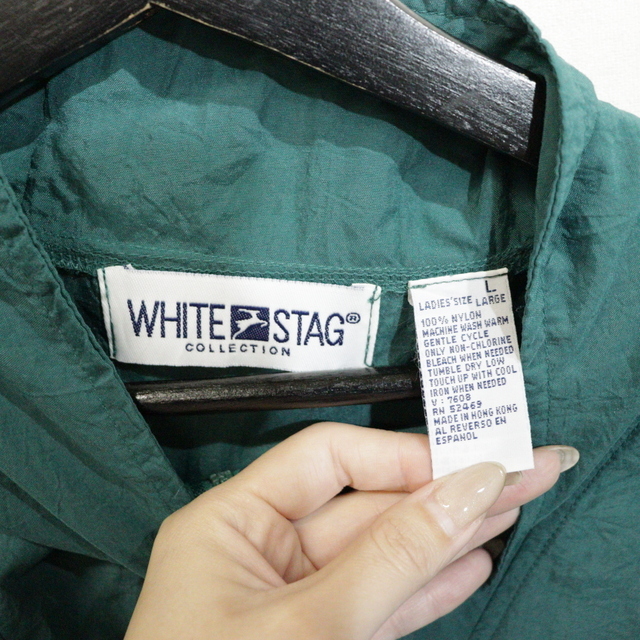 WHITE STAG®
COLLECTION
L
LADIES' SIZE LARGE
100% NYLON
MACHINE WASH WARM
GENTLE CYCLE
ONLY NON-CHLORINE
BLEACH WHEN NEEDED
TUMBLE DRY LOW
TOUCH UP WITH COOL
IRON WHEN NEEDED
V : 7608
RN 52469
MADE IN HONG KONG
AL REVERSO EN
ESPANOL